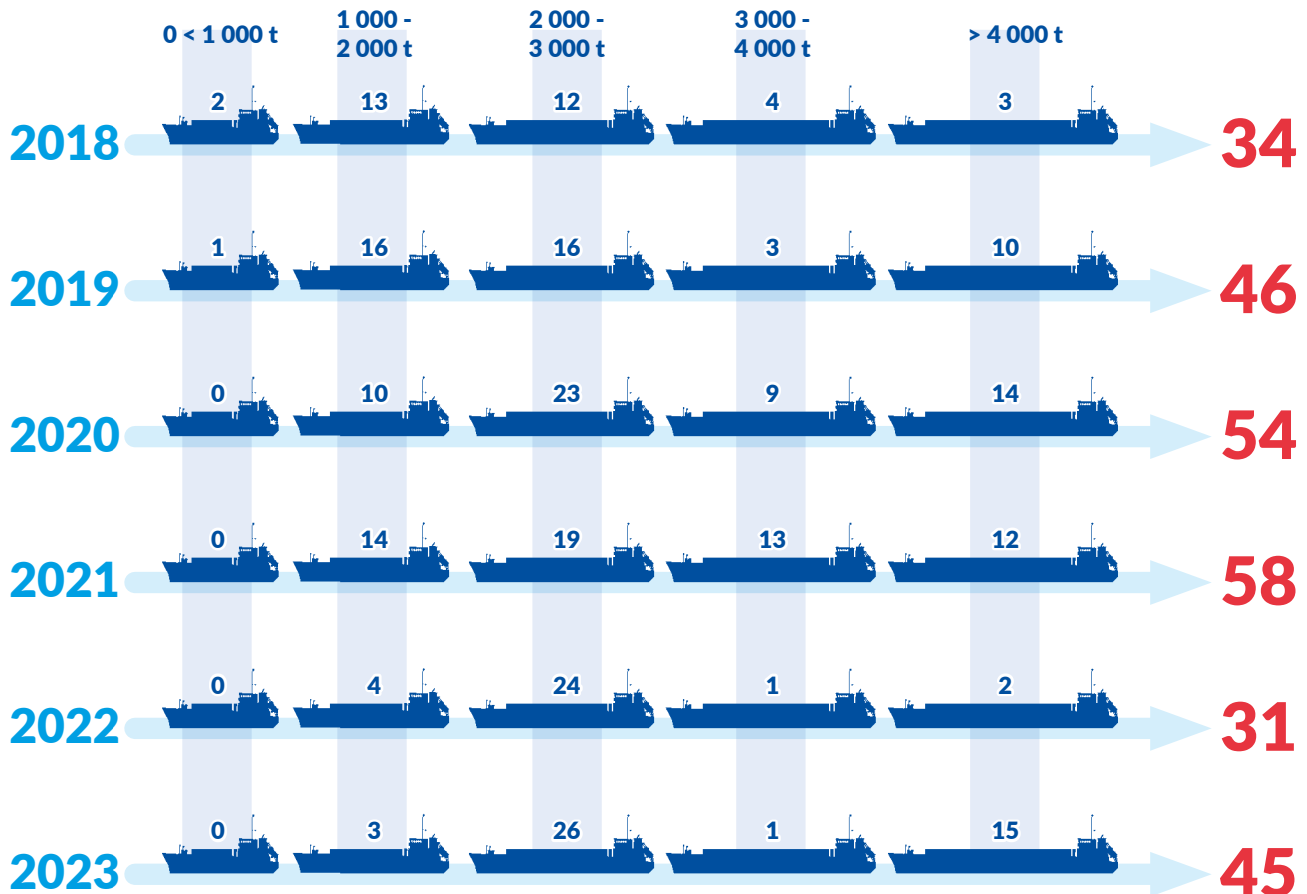 0 < 1 000 t
1 000 -
2 000 t
2 000 -
3 000 t
3 000 -
4 000 t
> 4 000 t
2018 2 13 12 4 3 34
2019 1 16 16 3 10 46
2020 0 10 23 9 14 54
2021 0 14 19 13 12 58
2022 0 4 24 1 2 31
2023 0 3 26 1 15 45